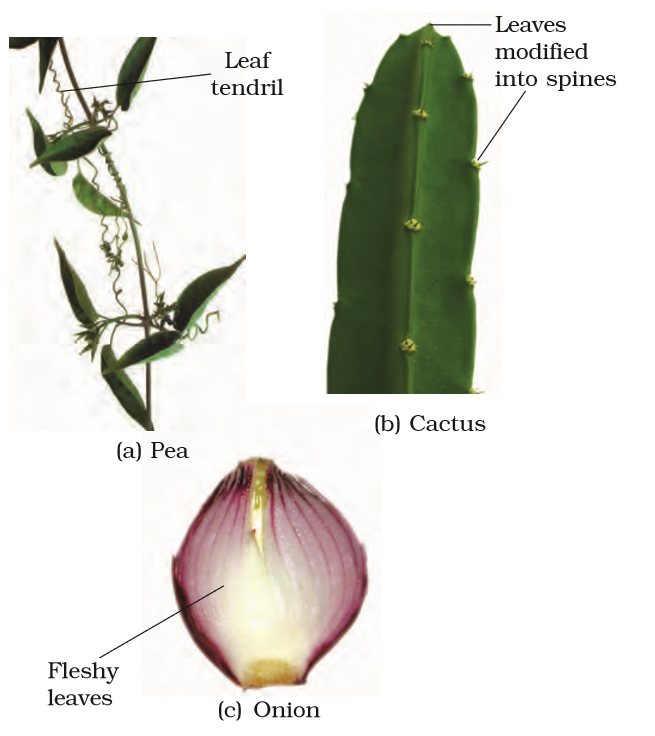 Leaf
tendril
Leaves
modified
into spines
(a) Pea
(b) Cactus
Fleshy
leaves
(c) Onion